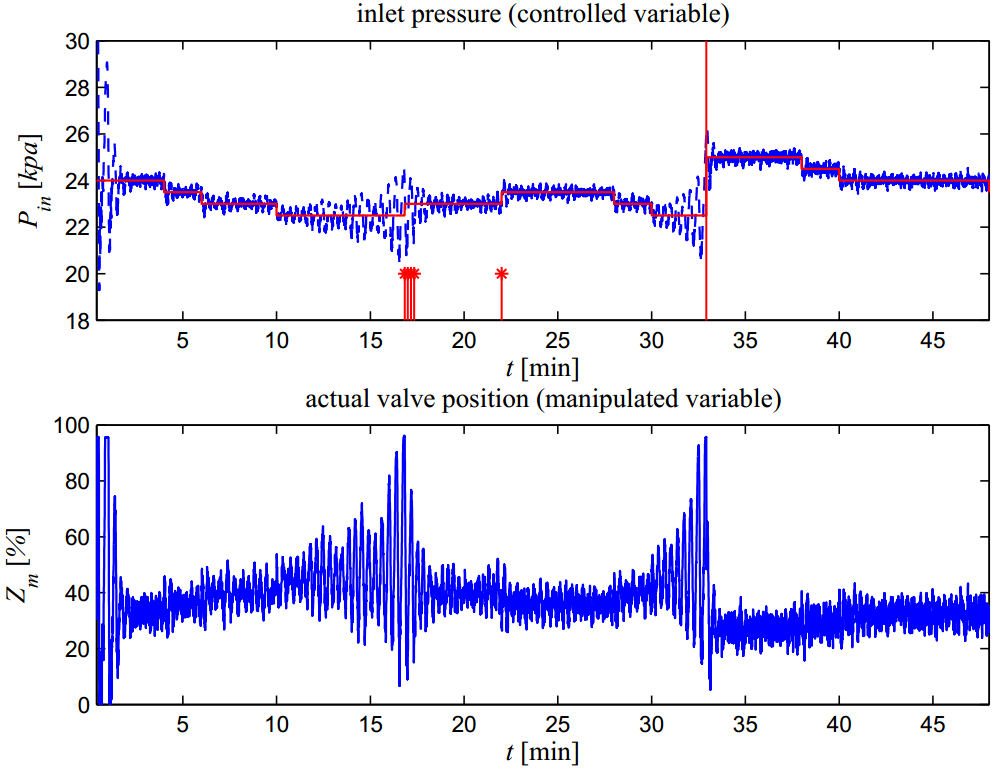 inlet pressure (controlled variable)
30
28
26
24
22
20
18
P_in [kpa]
5 10 15 20 25 30 35 40 45
t [min]
actual valve position (manipulated variable)
100
80
60
40
20
0
Z_m [%]
5 10 15 20 25 30 35 40 45
t [min]